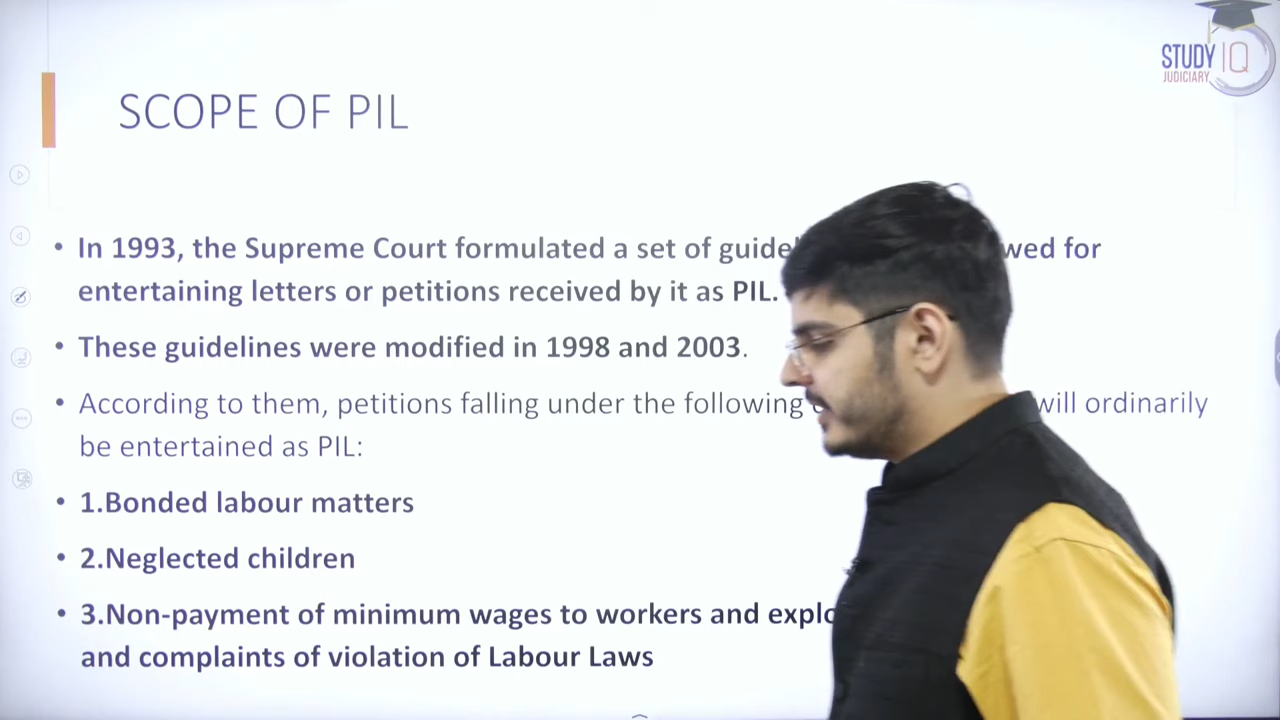 STUDY IQ
JUDICIARY
SCOPE OF PIL
• In 1993, the Supreme Court formulated a set of for
entertaining letters or petitions received by it as PIL.
• These guidelines were modified in 1998 and 2003.
• According to them, petitions falling under the following will ordinarily
be entertained as PIL:
• 1.Bonded labour matters
• 2.Neglected children
• 3.Non-payment of minimum wages to workers and
and complaints of violation of Labour Laws